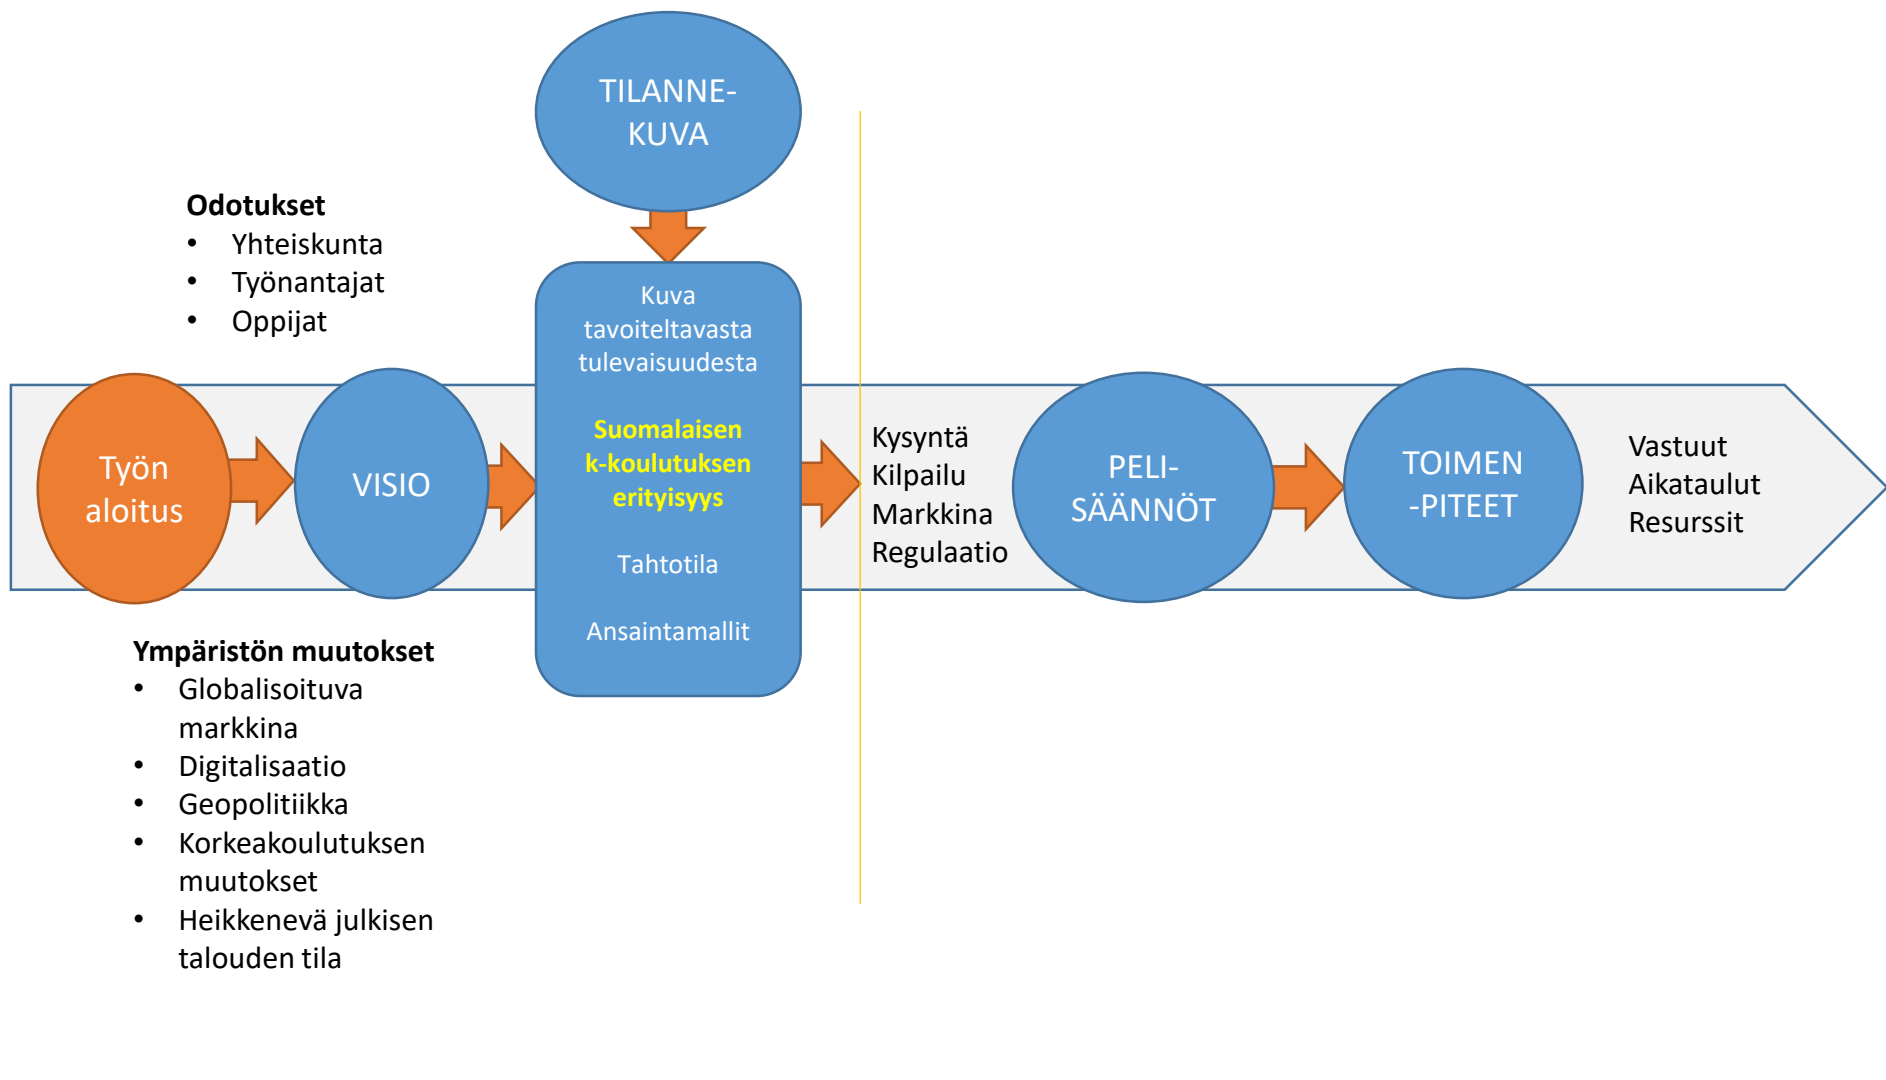 TILANNE-
KUVA
Odotukset
• Yhteiskunta
• Työnantajat
• Oppijat
Työn
aloitus
VISIO
Kuva
tavoiteltavasta
tulevaisuudesta
Suomalaisen
k-koulutuksen
erityisyys
Tahtotila
Ansaintamallit
Kysyntä
Kilpailu
Markkina
Regulaatio
PELI-
SÄÄNNÖT
TOIMEN
-PITEET
Vastuut
Aikataulut
Resurssit
Ympäristön muutokset
• Globalisoituva
markkina
• Digitalisaatio
• Geopolitiikka
• Korkeakoulutuksen
muutokset
• Heikkenevä julkisen
talouden tila